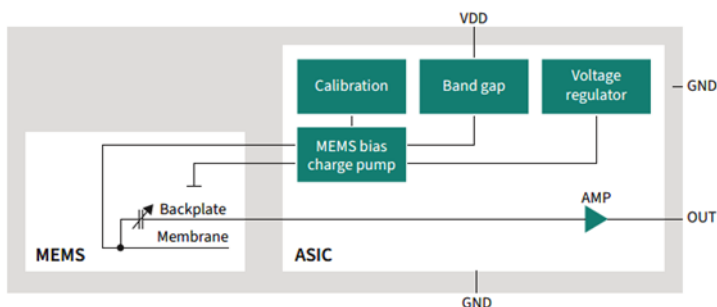 VDD
Calibration
Band gap
Voltage
regulator
GND
MEMS bias
charge pump
Backplate
AMP
OUT
Membrane
MEMS
ASIC
GND